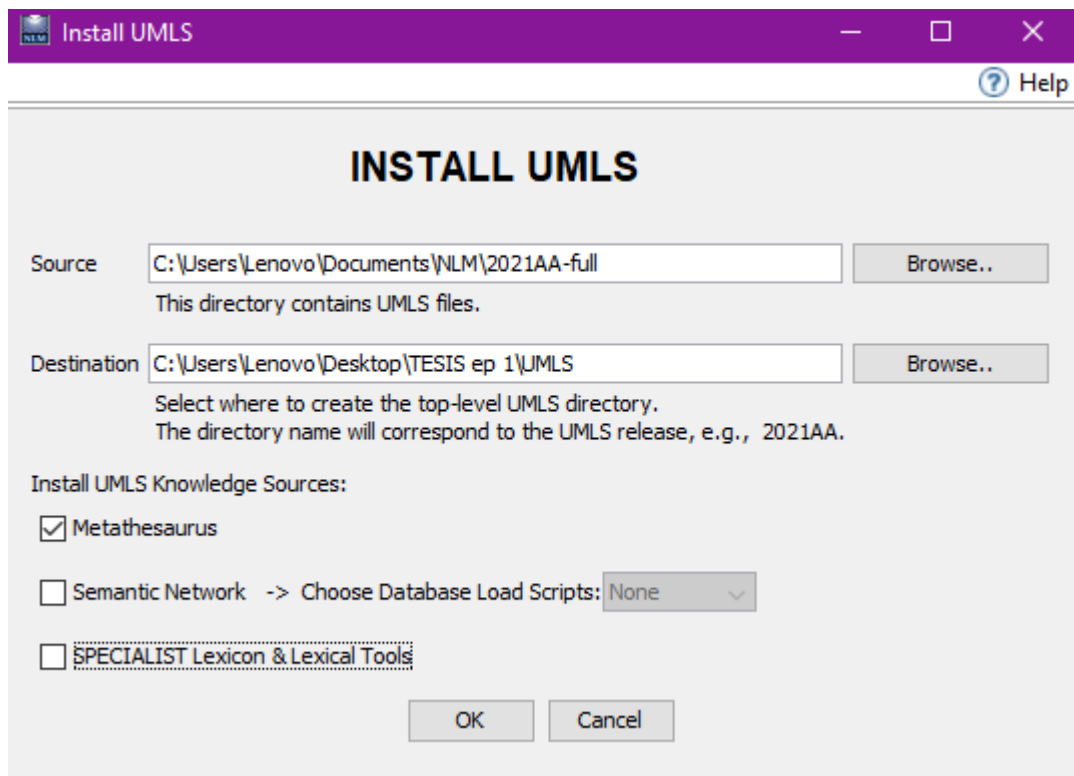 NLM
Install UMLS
Help
INSTALL UMLS
Source C:\Users\Lenovo\Documents\NLM\2021AA-full Browse..
This directory contains UMLS files.
Destination C:\Users\Lenovo\Desktop\TESIS ep 1\UMLS Browse..
Select where to create the top-level UMLS directory.
The directory name will correspond to the UMLS release, e.g., 2021AA.
Install UMLS Knowledge Sources:
Metathesaurus
Semantic Network -> Choose Database Load Scripts: None
SPECIALIST Lexicon & Lexical Tools
OK Cancel